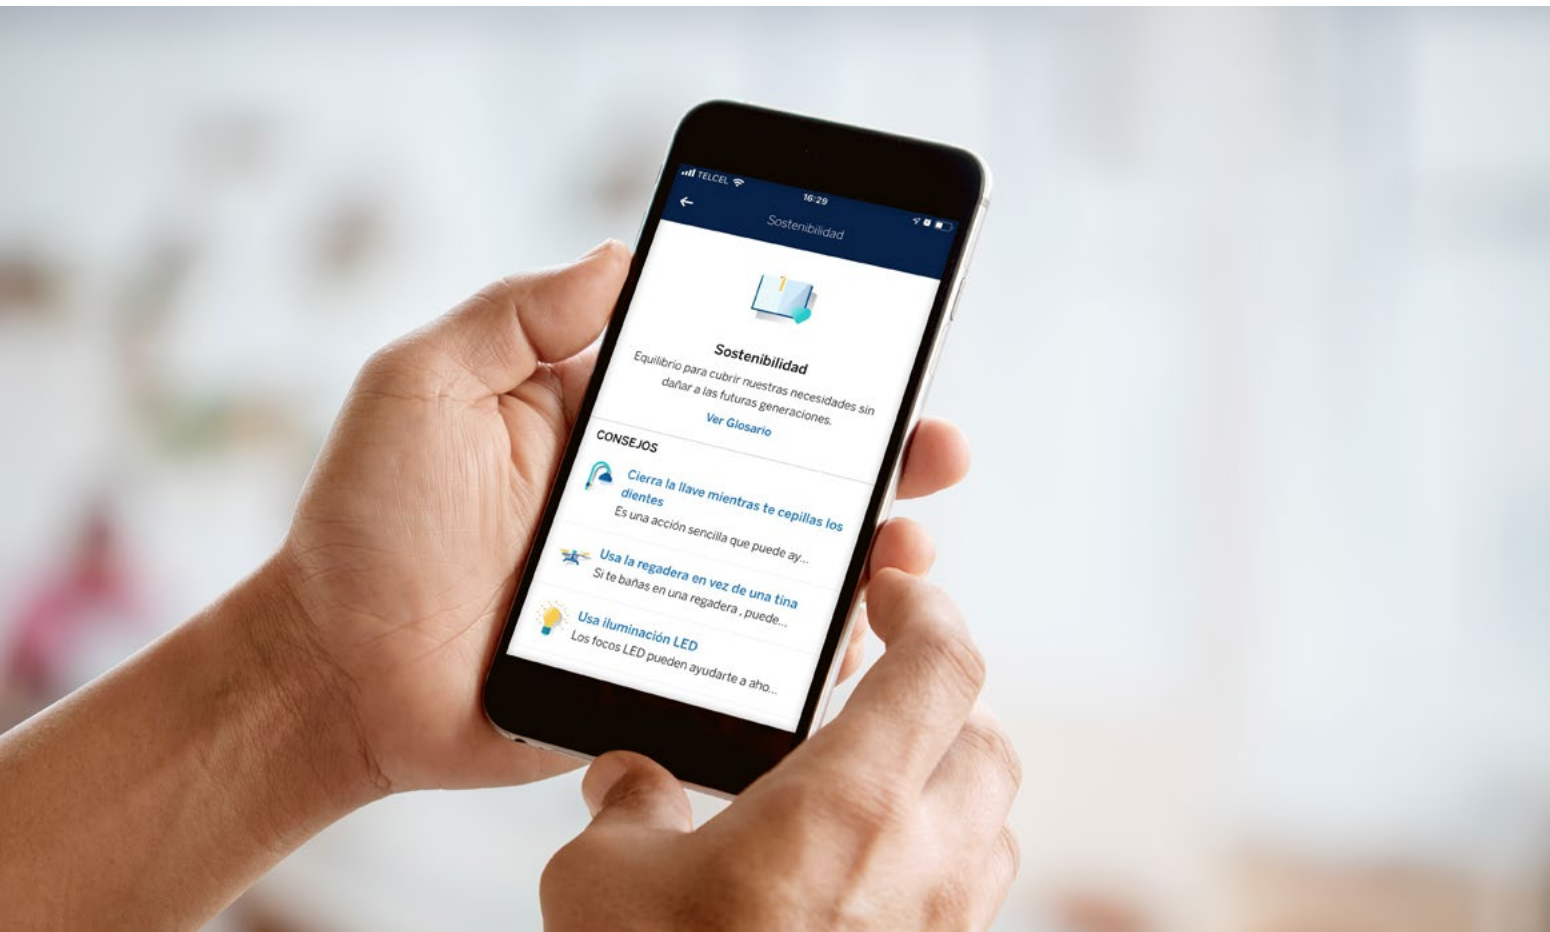 TELCEL
16:29
Sostenibilidad
Sostenibilidad
Equilibrio para cubrir nuestras necesidades sin
dañar a las futuras generaciones.
Ver Glosario
CONSEJOS
Cierra la llave mientras te cepillas los
dientes
Es una acción sencilla que puede ay...
Usa la regadera en vez de una tina
Si te bañas en una regadera , puede...
Usa iluminación LED
Los focos LED pueden ayudarte a aho...